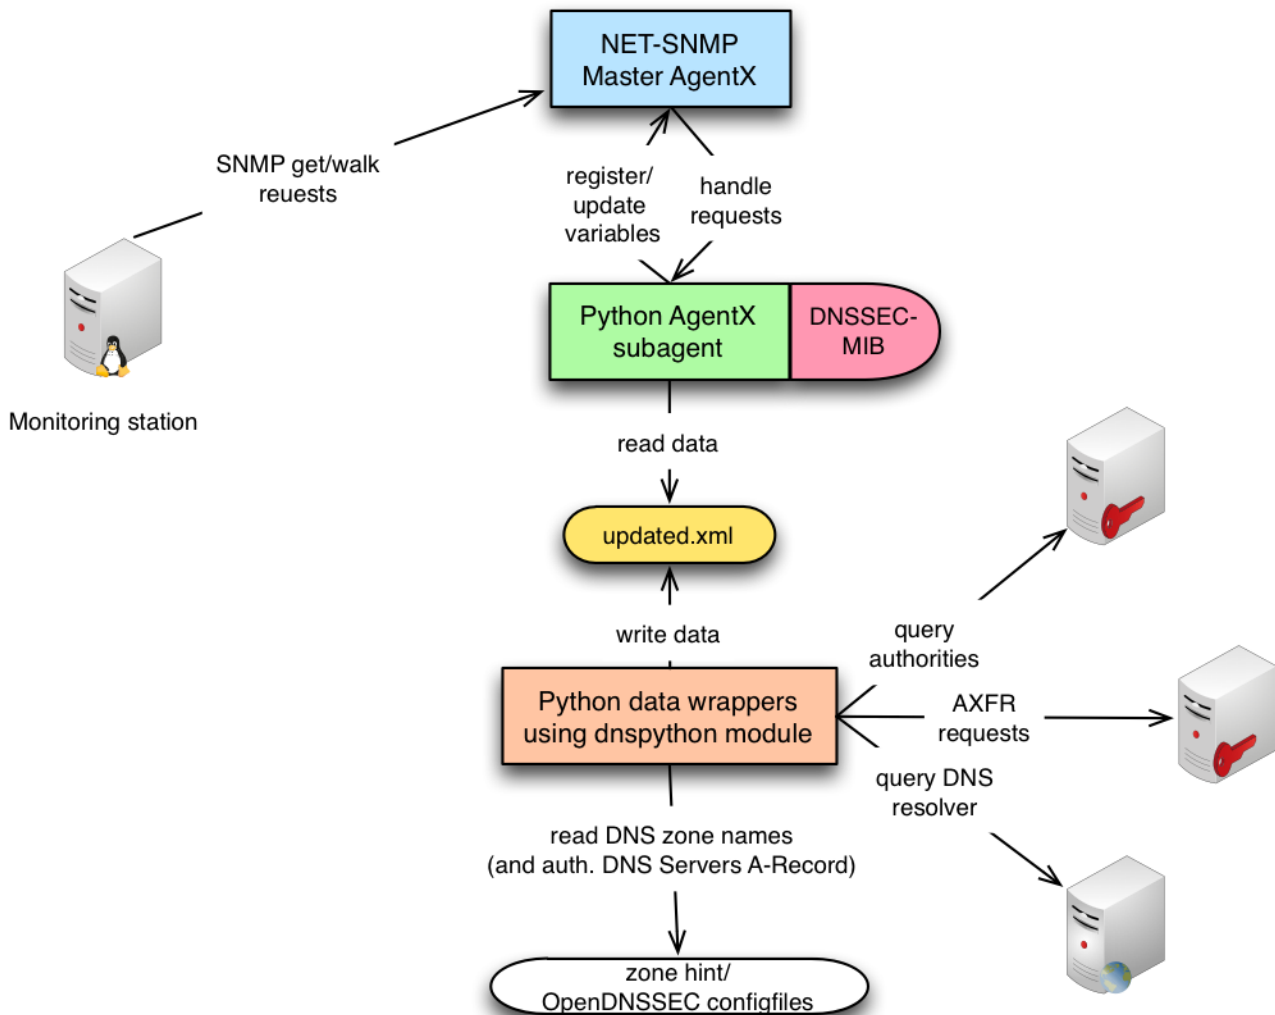 NET-SNMP
Master AgentX
SNMP get/walk
reuests
register/
update
variables
handle
requests
Python AgentX
subagent
DNSSEC-
MIB
Monitoring station
read data
updated.xml
write data
query
authorities
Python data wrappers
using dnspython module
AXFR
requests
query DNS
resolver
read DNS zone names
(and auth. DNS Servers A-Record)
zone hint/
OpenDNSSEC configfiles